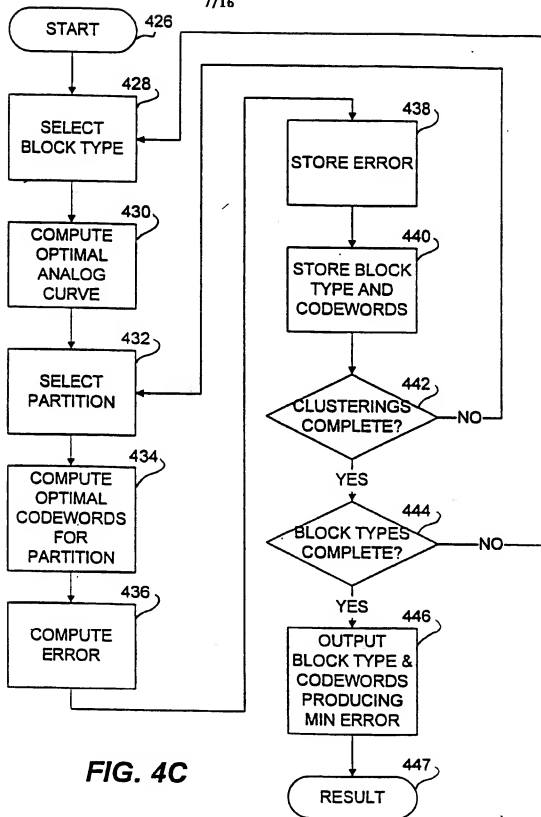 7/16
START
426
428
SELECT
BLOCK TYPE
430
COMPUTE
OPTIMAL
ANALOG
CURVE
432
SELECT
PARTITION
434
COMPUTE
OPTIMAL
CODEWORDS
FOR
PARTITION
436
COMPUTE
ERROR
438
STORE ERROR
440
STORE BLOCK
TYPE AND
CODEWORDS
442
CLUSTERINGS
COMPLETE?
NO
YES
444
BLOCK TYPES
COMPLETE?
NO
YES
446
OUTPUT
BLOCK TYPE &
CODEWORDS
PRODUCING
MIN ERROR
447
RESULT
FIG. 4C